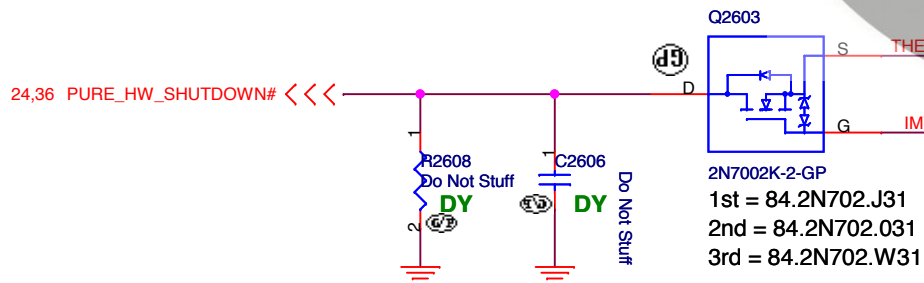 Q2603
GP
S
THE
24,36 PURE_HW_SHUTDOWN#
D
G
IM
1
R2608
Do Not Stuff
DY
2
G/P
1
C2606
DY
Do Not Stuff
2N7002K-2-GP
1st = 84.2N702.J31
2nd = 84.2N702.031
3rd = 84.2N702.W31